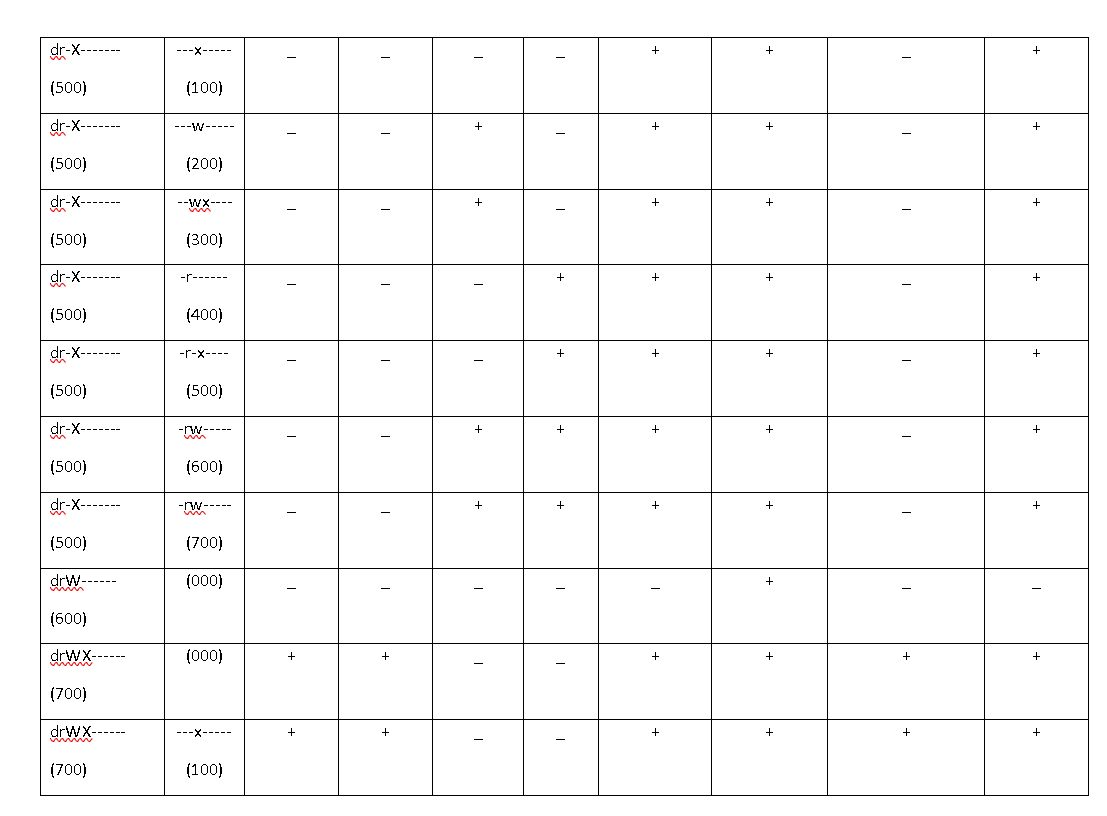 dr-X------- ---x----- _ _ _ _ + + _ +
(500) (100)
dr-X------- ---w----- _ _ + _ + + _ +
(500) (200)
dr-X------- --wx---- _ _ + _ + + _ +
(500) (300)
dr-X------- -r------ _ _ _ + + + _ +
(500) (400)
dr-X------- -r-x---- _ _ _ + + + _ +
(500) (500)
dr-X------- -rw----- _ _ + + + + _ +
(500) (600)
dr-X------- -rw----- _ _ + + + + _ +
(500) (700)
drW------ (000) _ _ _ _ _ + _ _
(600)
drWX------ (000) + + _ _ + + + +
(700)
drWX------ ---x----- + + _ _ + + + +
(700) (100)